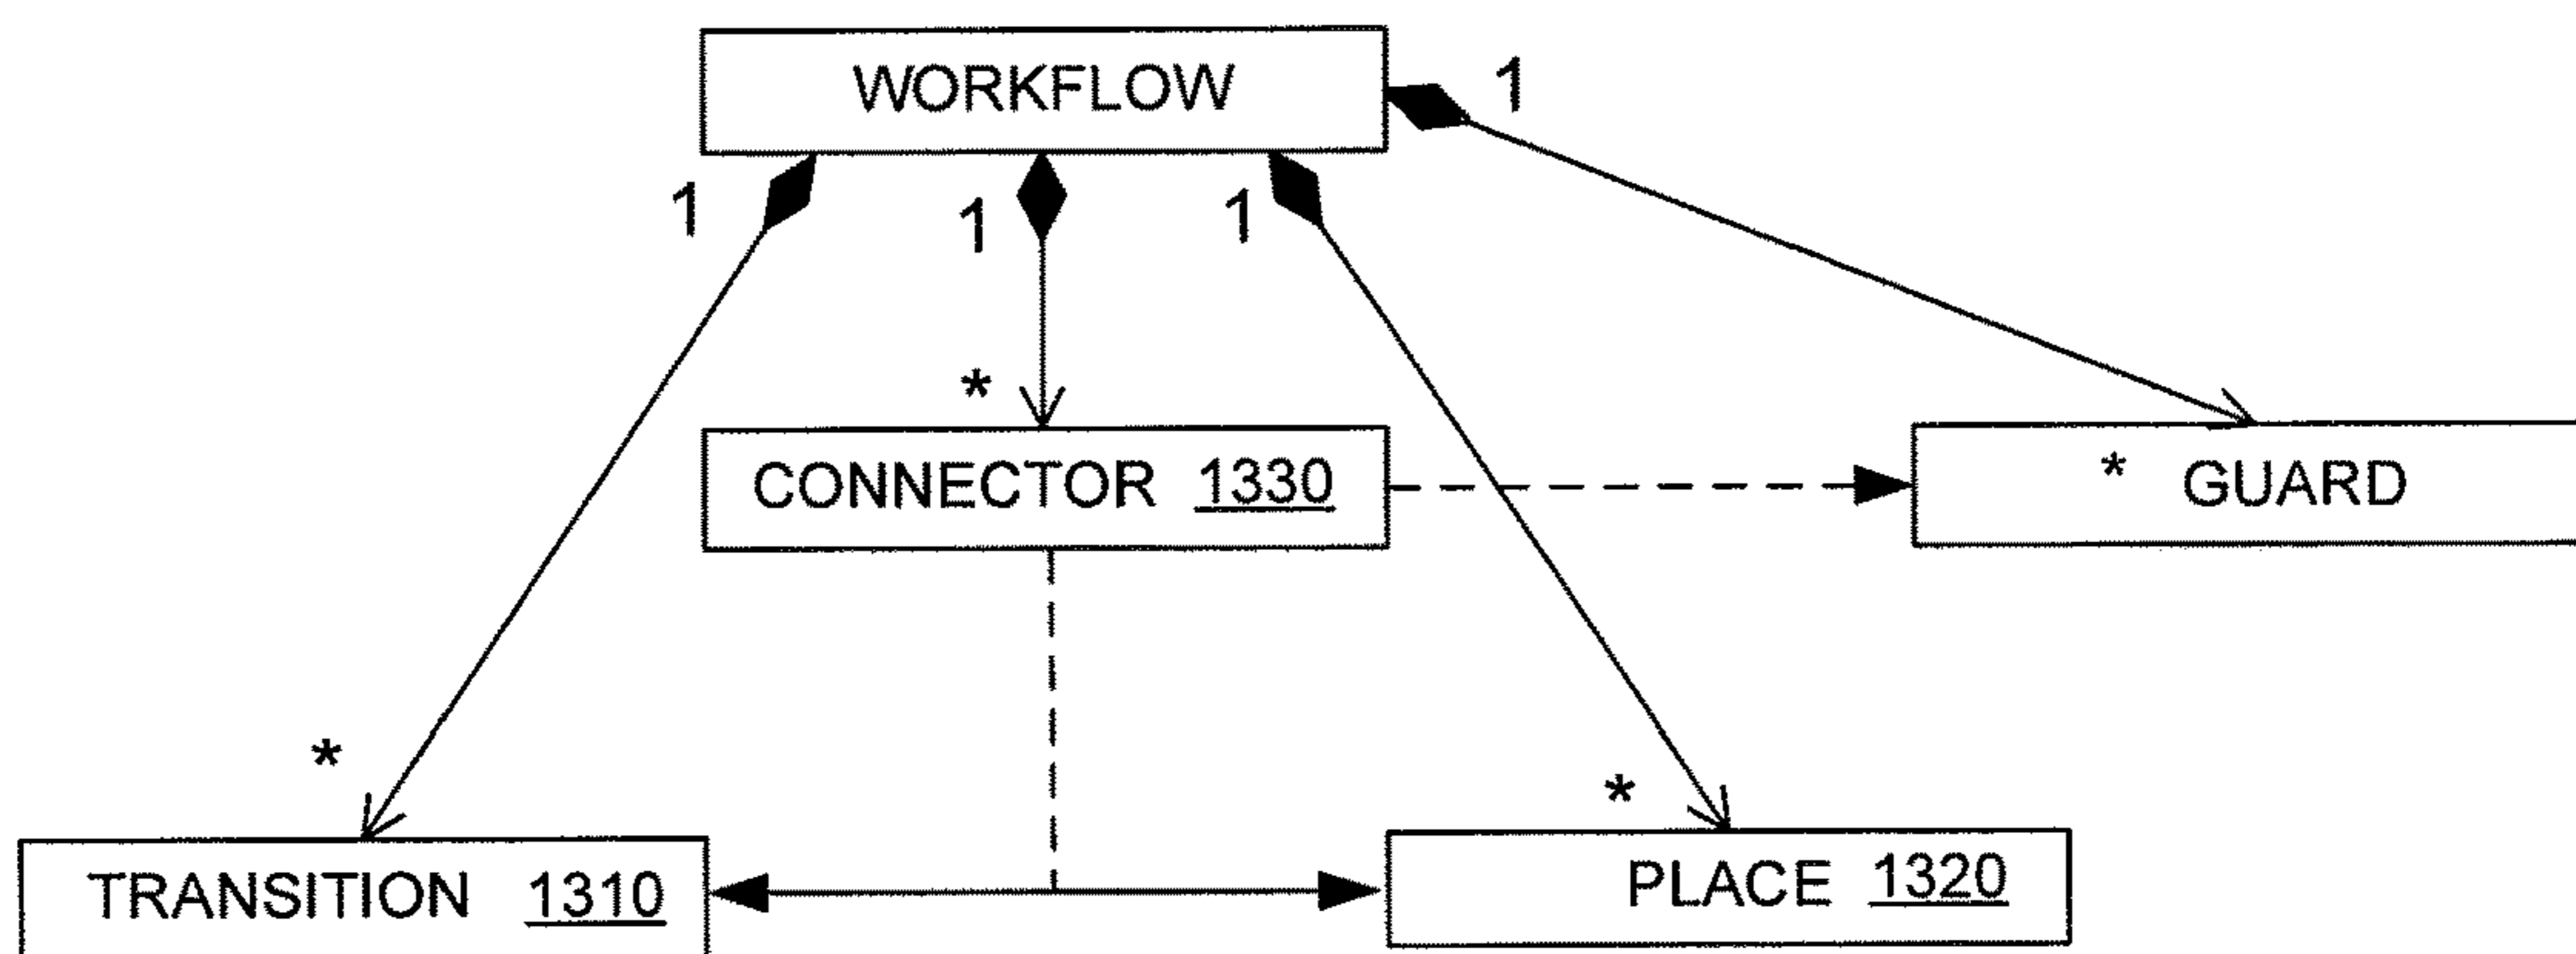 WORKFLOW
1
1
1
1
*
CONNECTOR 1330
* GUARD
*
*
TRANSITION 1310
PLACE 1320